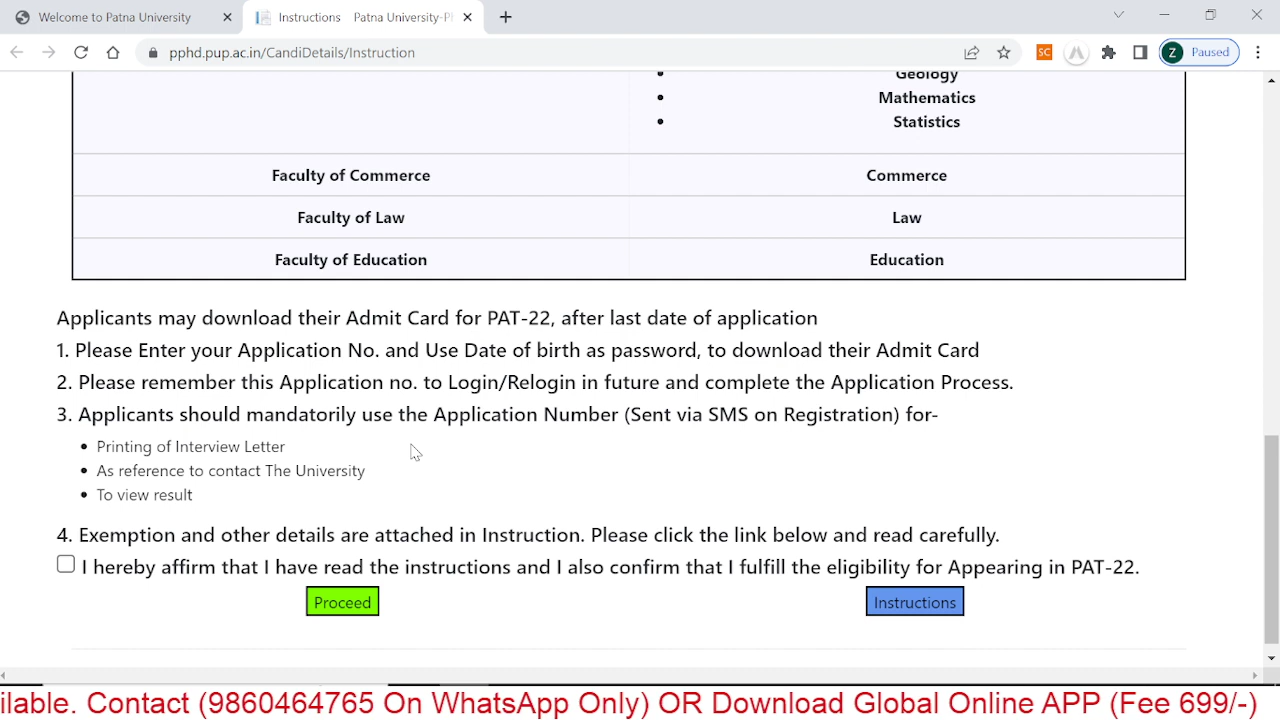 Welcome to Patna University
Instructions Patna University-Ph
pphd.pup.ac.in/CandiDetails/Instruction
SC
Z Paused
Geology
Mathematics
Statistics
Faculty of Commerce Commerce
Faculty of Law Law
Faculty of Education Education
Applicants may download their Admit Card for PAT-22, after last date of application
1. Please Enter your Application No. and Use Date of birth as password, to download their Admit Card
2. Please remember this Application no. to Login/Relogin in future and complete the Application Process.
3. Applicants should mandatorily use the Application Number (Sent via SMS on Registration) for-
• Printing of Interview Letter
• As reference to contact The University
• To view result
4. Exemption and other details are attached in Instruction. Please click the link below and read carefully.
I hereby affirm that I have read the instructions and I also confirm that I fulfill the eligibility for Appearing in PAT-22.
Proceed Instructions
ilable. Contact (9860464765 On WhatsApp Only) OR Download Global Online APP (Fee 699/-)